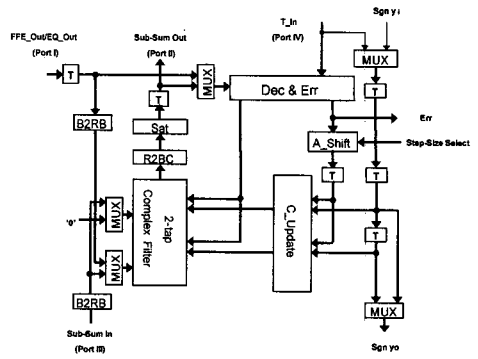 FFE_Out/EQ_Out
(Port I)
Sub-Sum Out
(Port II)
T_In
(Port IV)
Sgn yi
T
MUX
MUX
T
Dec & Err
T
B2RB
Sat
Err
A_Shift
Step-Size Select
R2BC
T
T
'0'
MUX
2-tap
Complex Filter
C_Update
T
MUX
B2RB
MUX
Sub-Sum In
(Port III)
Sgn yo